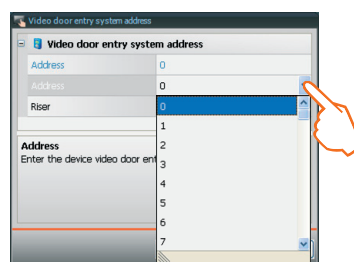 Video door entry system address
Video door entry system address
Address 0
Address 0
Riser 0
1
2
3
4
5
6
7
Address
Enter the device video door ent